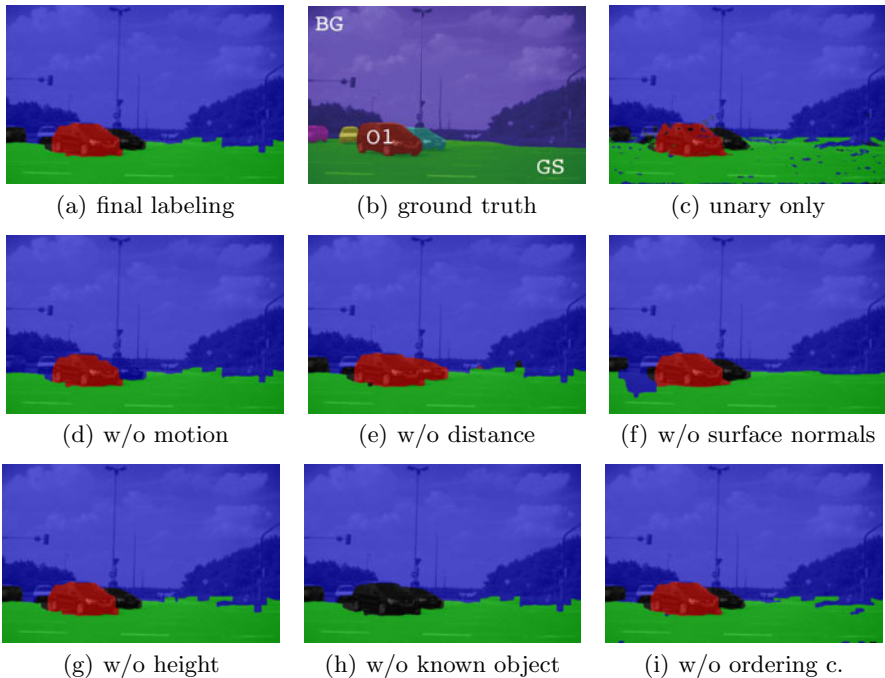 BG
O1
GS
(a) final labeling
(b) ground truth
(c) unary only
(d) w/o motion
(e) w/o distance
(f) w/o surface normals
(g) w/o height
(h) w/o known object
(i) w/o ordering c.